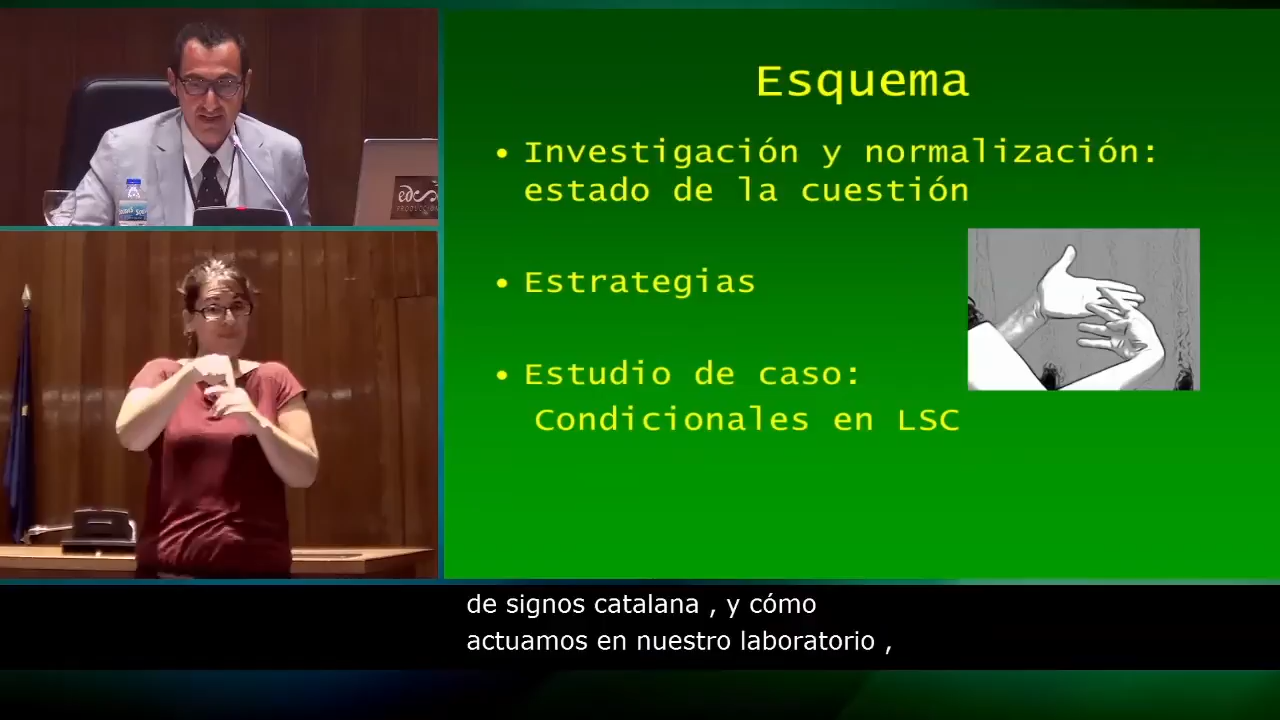 Esquema
• Investigación y normalización:
estado de la cuestión
• Estrategias
• Estudio de caso:
Condicionales en LSC
de signos catalana , y cómo
actuamos en nuestro laboratorio ,